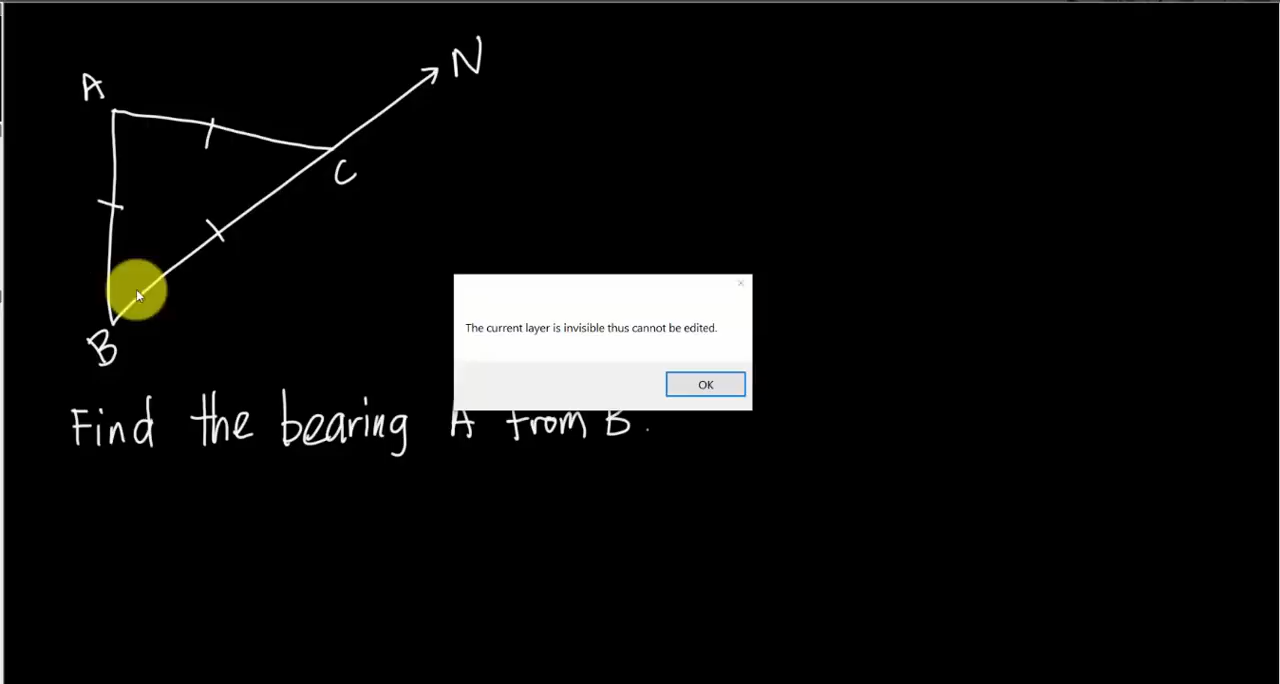 A
N
C
B
The current layer is invisible thus cannot be edited.
OK
Find the bearing A from B.